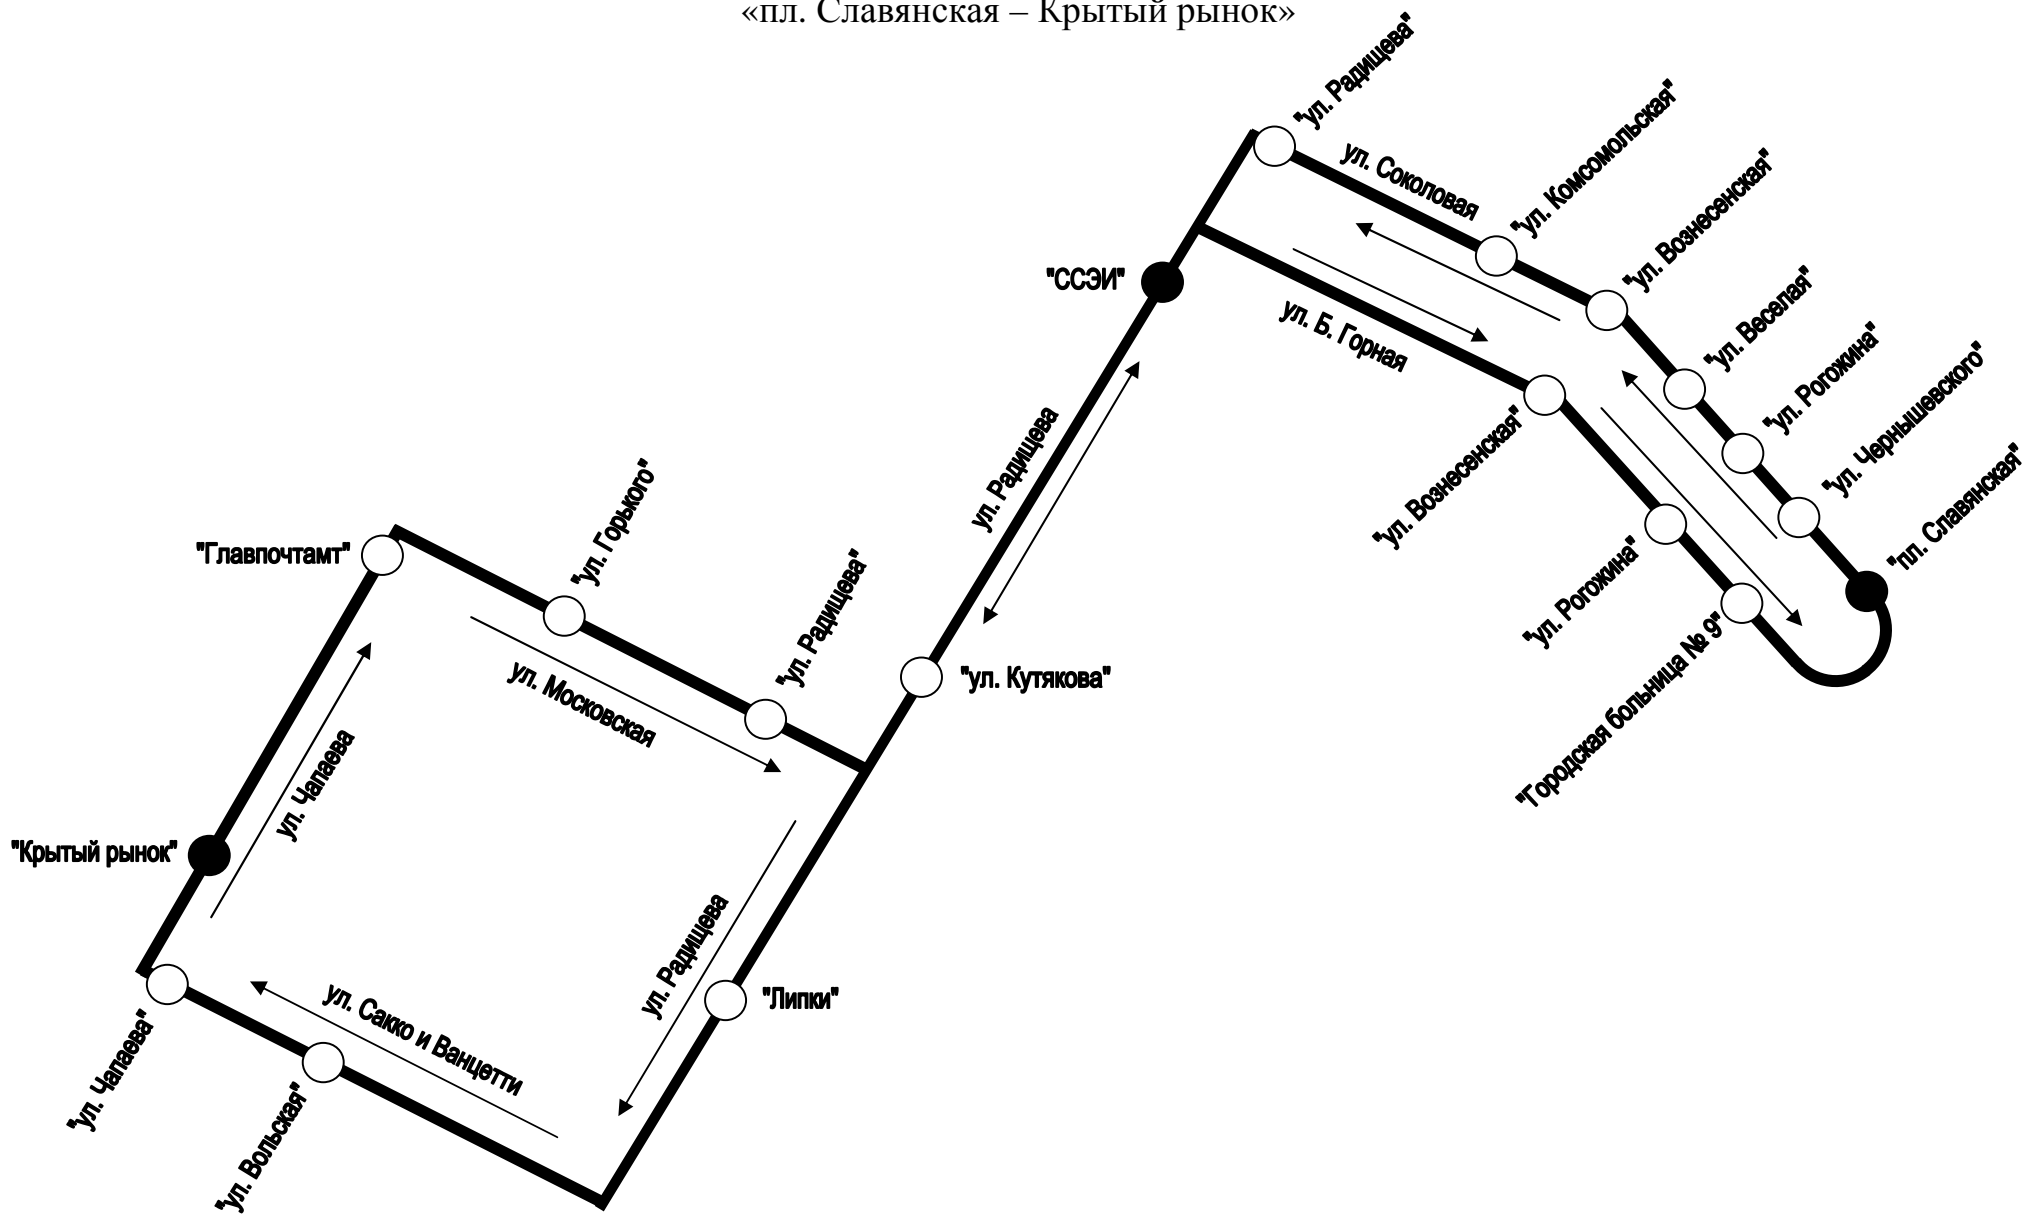 «пл. Славянская – Крытый рынок»
"ул. Радищева"
ул. Соколовая
"ул. Комсомольская"
"ул. Вознесенская"
"ССЭИ"
ул. Б. Горная
"ул. Веселая"
"ул. Рогожина"
"ул. Чернышевского"
"пл. Славянская"
ул. Радищева
"ул. Вознесенская"
"ул. Рогожина"
"Городская больница № 9"
"Главпочтамт"
"ул. Горького"
"ул. Радищева"
ул. Московская
"ул. Кутякова"
ул. Чапаева
"Крытый рынок"
ул. Радищева
"Липки"
ул. Сакко и Ванцетти
"ул. Чапаева"
"ул. Вольская"